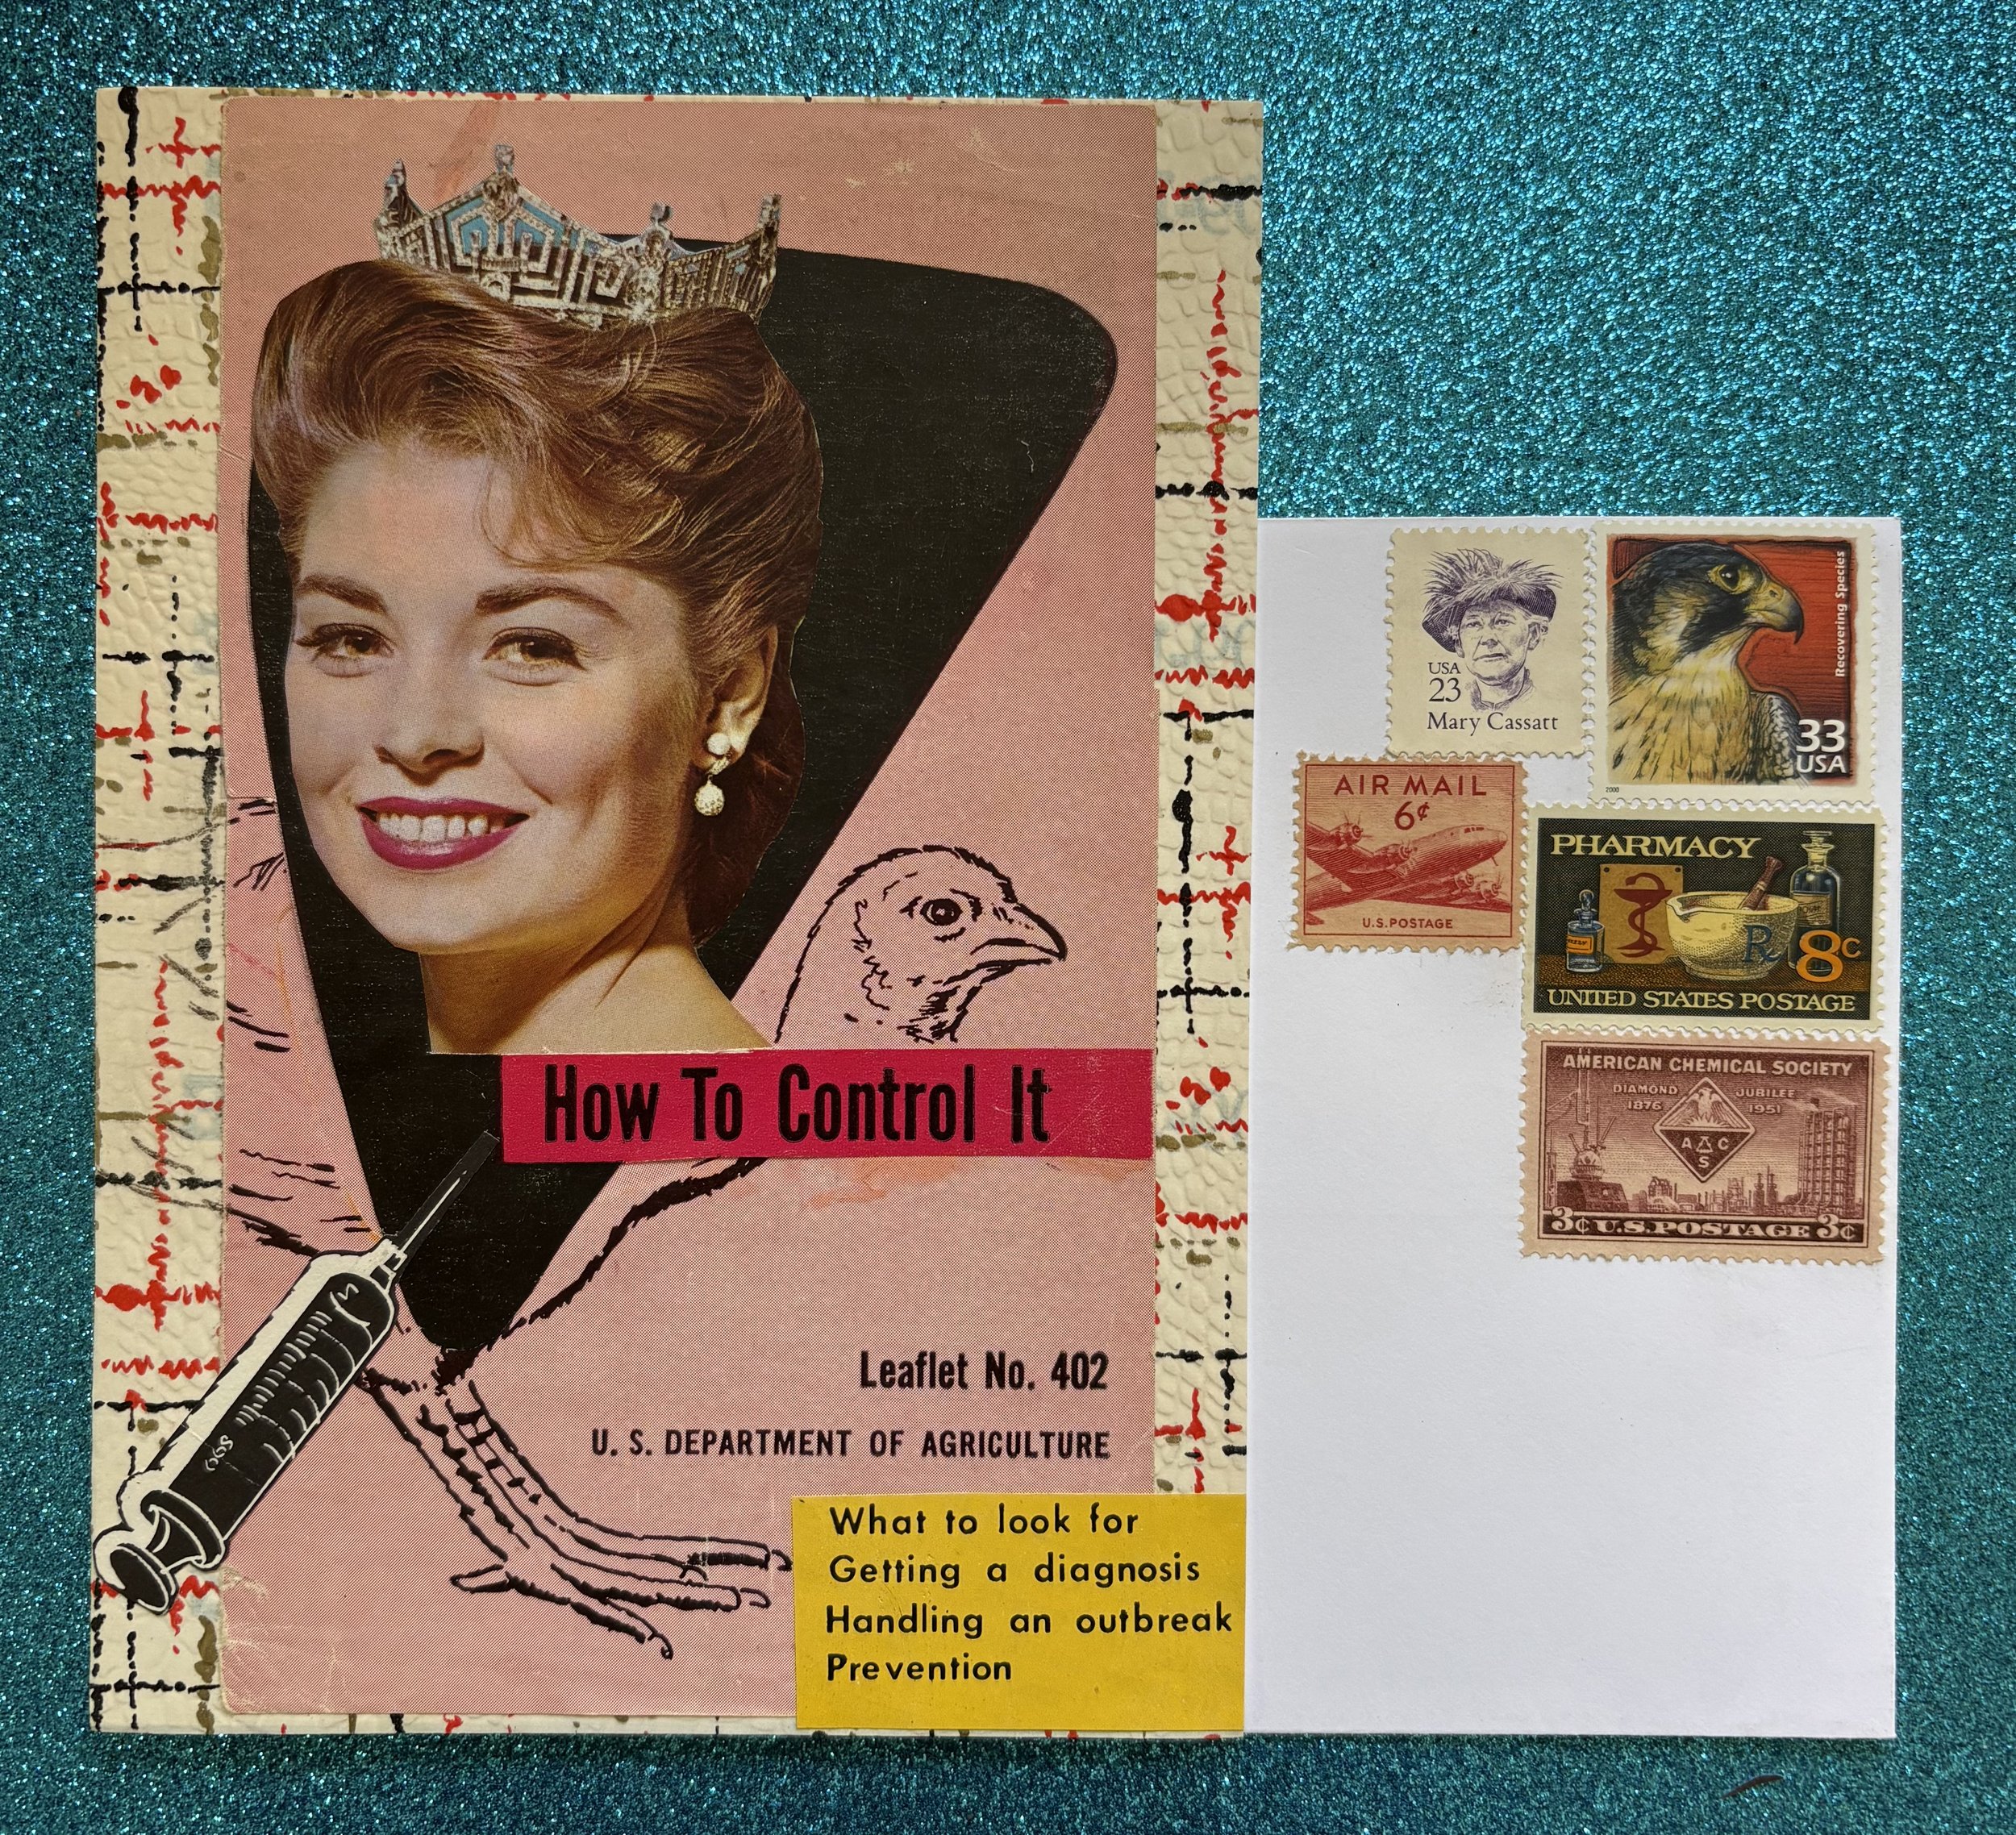 How To Control It
Leaflet No. 402
U. S. DEPARTMENT OF AGRICULTURE
What to look for
Getting a diagnosis
Handling an outbreak
Prevention
USA
23
Mary Cassatt
Recovering Species
33
USA
2000
AIR MAIL
6¢
U.S. POSTAGE
PHARMACY
R
8c
UNITED STATES POSTAGE
AMERICAN CHEMICAL SOCIETY
DIAMOND JUBILEE
1876 1951
A C
S
3¢ U.S. POSTAGE 3¢